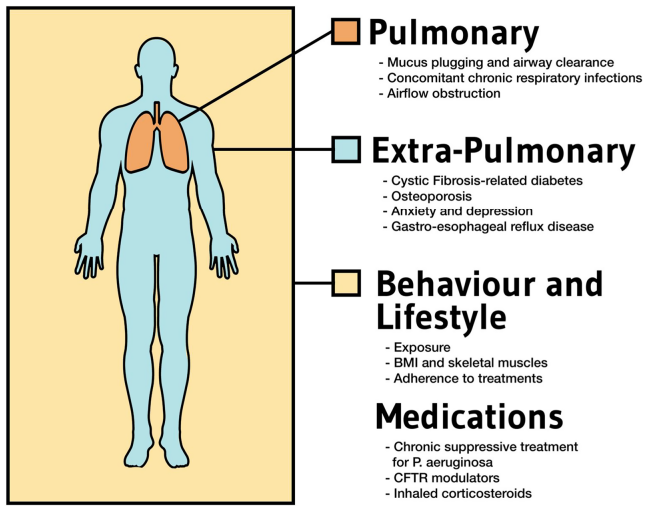 Pulmonary
- Mucus plugging and airway clearance
- Concomitant chronic respiratory infections
- Airflow obstruction
Extra-Pulmonary
- Cystic Fibrosis-related diabetes
- Osteoporosis
- Anxiety and depression
- Gastro-esophageal reflux disease
Behaviour and
Lifestyle
- Exposure
- BMI and skeletal muscles
- Adherence to treatments
Medications
- Chronic suppressive treatment
for P. aeruginosa
- CFTR modulators
- Inhaled corticosteroids